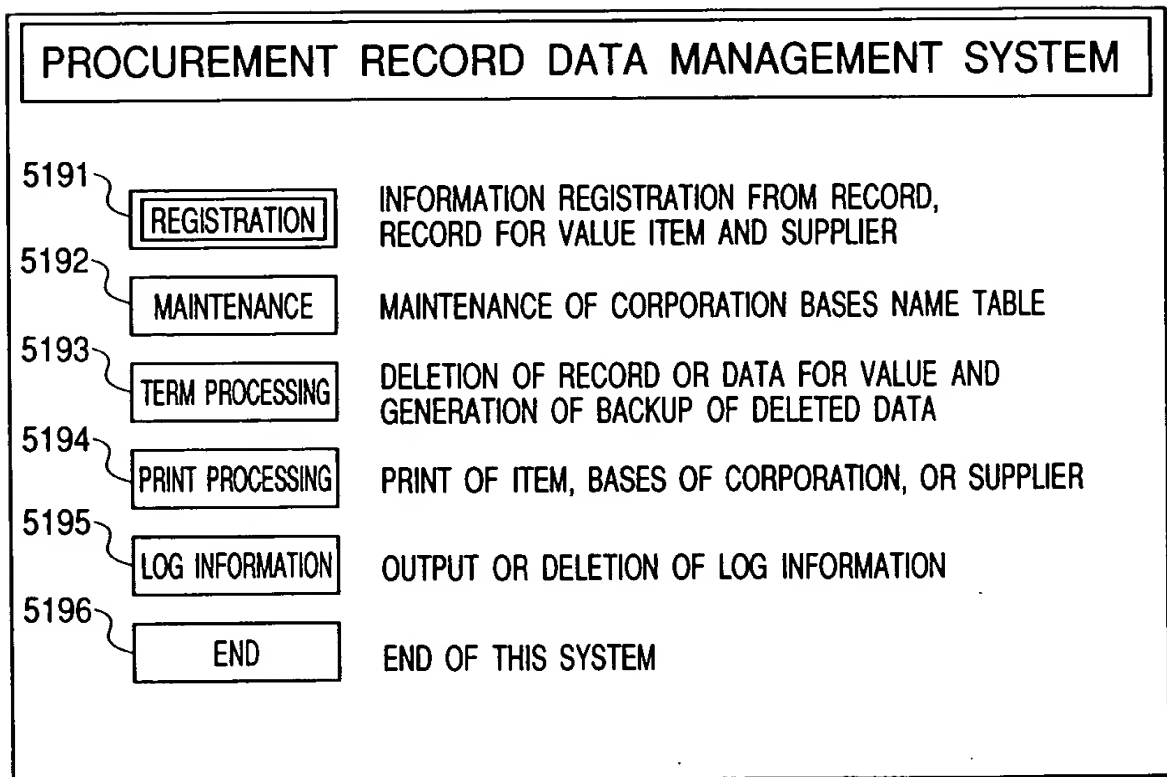 PROCUREMENT RECORD DATA MANAGEMENT SYSTEM
5191
REGISTRATION
INFORMATION REGISTRATION FROM RECORD,
RECORD FOR VALUE ITEM AND SUPPLIER
5192
MAINTENANCE
MAINTENANCE OF CORPORATION BASES NAME TABLE
5193
TERM PROCESSING
DELETION OF RECORD OR DATA FOR VALUE AND
GENERATION OF BACKUP OF DELETED DATA
5194
PRINT PROCESSING
PRINT OF ITEM, BASES OF CORPORATION, OR SUPPLIER
5195
LOG INFORMATION
OUTPUT OR DELETION OF LOG INFORMATION
5196
END
END OF THIS SYSTEM